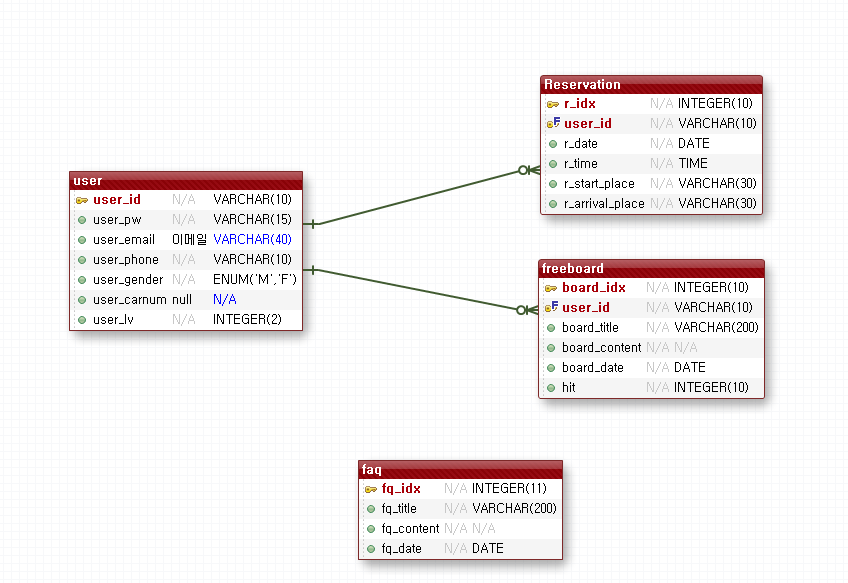 Reservation
r_idx N/A INTEGER(10)
user_id N/A VARCHAR(10)
r_date N/A DATE
r_time N/A TIME
r_start_place N/A VARCHAR(30)
r_arrival_place N/A VARCHAR(30)
user
user_id N/A VARCHAR(10)
user_pw N/A VARCHAR(15)
user_email 이메일 VARCHAR(40)
user_phone N/A VARCHAR(10)
user_gender N/A ENUM('M','F')
user_carnum null N/A
user_lv N/A INTEGER(2)
freeboard
board_idx N/A INTEGER(10)
user_id N/A VARCHAR(10)
board_title N/A VARCHAR(200)
board_content N/A N/A
board_date N/A DATE
hit N/A INTEGER(10)
faq
fq_idx N/A INTEGER(11)
fq_title N/A VARCHAR(200)
fq_content N/A N/A
fq_date N/A DATE